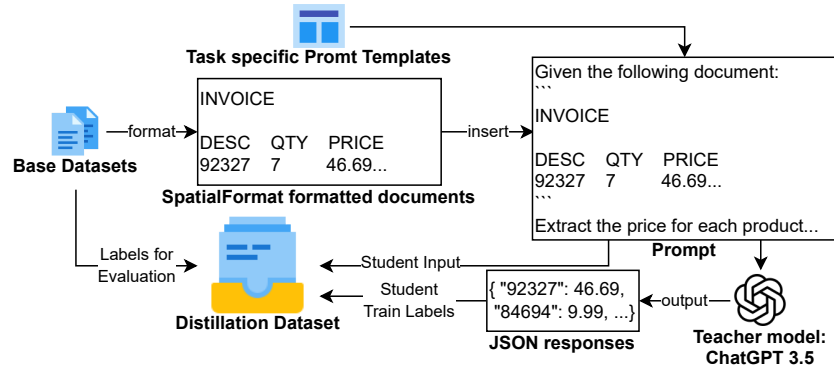 Task specific Promt Templates
Base Datasets
format
INVOICE
DESC QTY PRICE
92327 7 46.69...
SpatialFormat formatted documents
insert
Given the following document:
```
INVOICE
DESC QTY PRICE
92327 7 46.69...
```
Extract the price for each product...
Prompt
Labels for
Evaluation
Student Input
Student
Train Labels
Distillation Dataset
{ "92327": 46.69,
"84694": 9.99, ...}
JSON responses
output
Teacher model:
ChatGPT 3.5